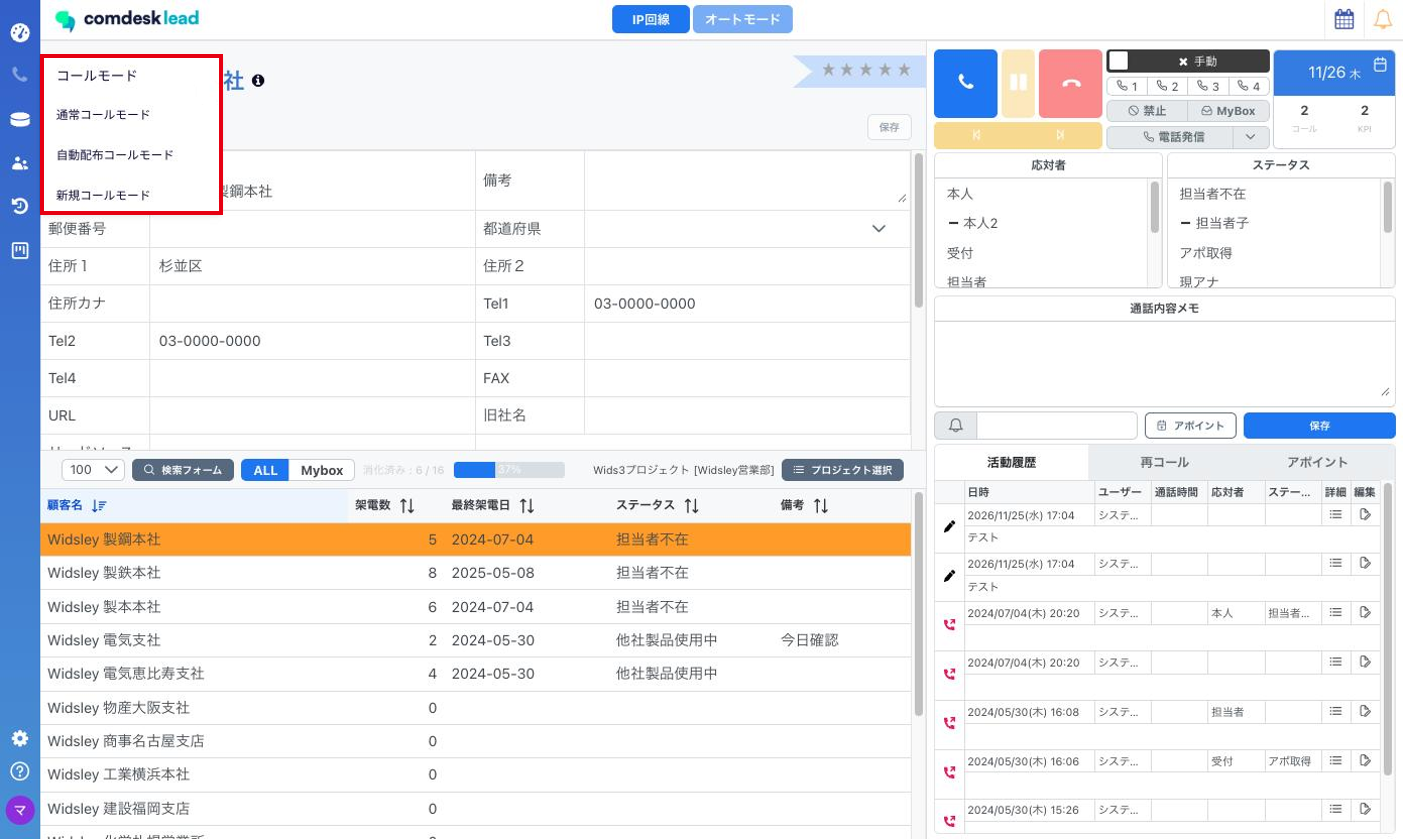 comdesk lead
IP回線
オートモード
コールモード
通常コールモード
自動配布コールモード
新規コールモード
社
保存
製鋼本社
備考
郵便番号
都道府県
住所1
杉並区
住所2
住所カナ
Tel1
03-0000-0000
Tel2
03-0000-0000
Tel3
Tel4
FAX
URL
旧社名
100
検索フォーム
ALL
Mybox
消化済み : 6 / 16
37%
Wids3プロジェクト [Widsley営業部]
プロジェクト選択
顧客名 架電数 最終架電日 ステータス 備考
Widsley 製鋼本社 5 2024-07-04 担当者不在
Widsley 製鉄本社 8 2025-05-08 担当者不在
Widsley 製本本社 6 2024-07-04 担当者不在
Widsley 電気支社 2 2024-05-30 他社製品使用中 今日確認
Widsley 電気恵比寿支社 4 2024-05-30 他社製品使用中
Widsley 物産大阪支社 0
Widsley 商事名古屋支店 0
Widsley 工業横浜本社 0
Widsley 建設福岡支店 0
マ
手動
1 2 3 4
禁止
MyBox
電話発信
11/26 木
2 2
コール KPI
応対者
本人
ー 本人2
受付
担当者
ステータス
担当者不在
ー 担当者子
アポ取得
現アナ
通話内容メモ
アポイント
保存
活動履歴 再コール アポイント
日時 ユーザー 通話時間 応対者 ステー... 詳細 編集
2026/11/25(水) 17:04 システ...
テスト
2026/11/25(水) 17:04 システ...
テスト
2024/07/04(木) 20:20 システ... 本人 担当者...
2024/07/04(木) 20:20 システ...
2024/05/30(木) 16:08 システ... 担当者
2024/05/30(木) 16:06 システ... 受付 アポ取得
2024/05/30(木) 15:26 システ...